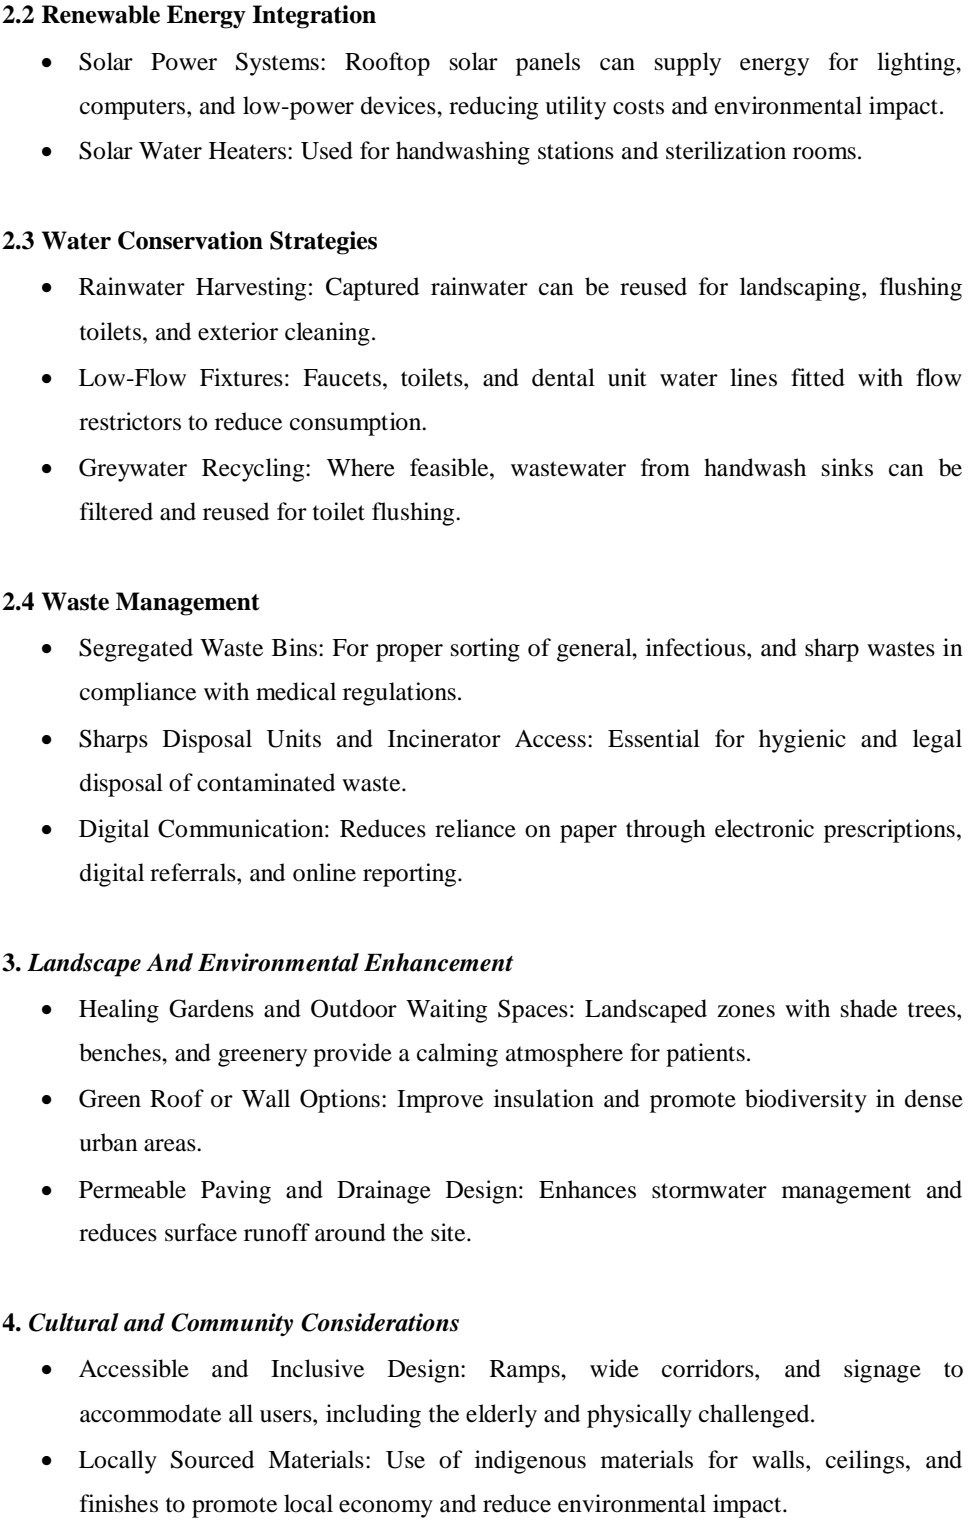 2.2 Renewable Energy Integration
• Solar Power Systems: Rooftop solar panels can supply energy for lighting,
computers, and low-power devices, reducing utility costs and environmental impact.
• Solar Water Heaters: Used for handwashing stations and sterilization rooms.
2.3 Water Conservation Strategies
• Rainwater Harvesting: Captured rainwater can be reused for landscaping, flushing
toilets, and exterior cleaning.
• Low-Flow Fixtures: Faucets, toilets, and dental unit water lines fitted with flow
restrictors to reduce consumption.
• Greywater Recycling: Where feasible, wastewater from handwash sinks can be
filtered and reused for toilet flushing.
2.4 Waste Management
• Segregated Waste Bins: For proper sorting of general, infectious, and sharp wastes in
compliance with medical regulations.
• Sharps Disposal Units and Incinerator Access: Essential for hygienic and legal
disposal of contaminated waste.
• Digital Communication: Reduces reliance on paper through electronic prescriptions,
digital referrals, and online reporting.
3. Landscape And Environmental Enhancement
• Healing Gardens and Outdoor Waiting Spaces: Landscaped zones with shade trees,
benches, and greenery provide a calming atmosphere for patients.
• Green Roof or Wall Options: Improve insulation and promote biodiversity in dense
urban areas.
• Permeable Paving and Drainage Design: Enhances stormwater management and
reduces surface runoff around the site.
4. Cultural and Community Considerations
• Accessible and Inclusive Design: Ramps, wide corridors, and signage to
accommodate all users, including the elderly and physically challenged.
• Locally Sourced Materials: Use of indigenous materials for walls, ceilings, and
finishes to promote local economy and reduce environmental impact.